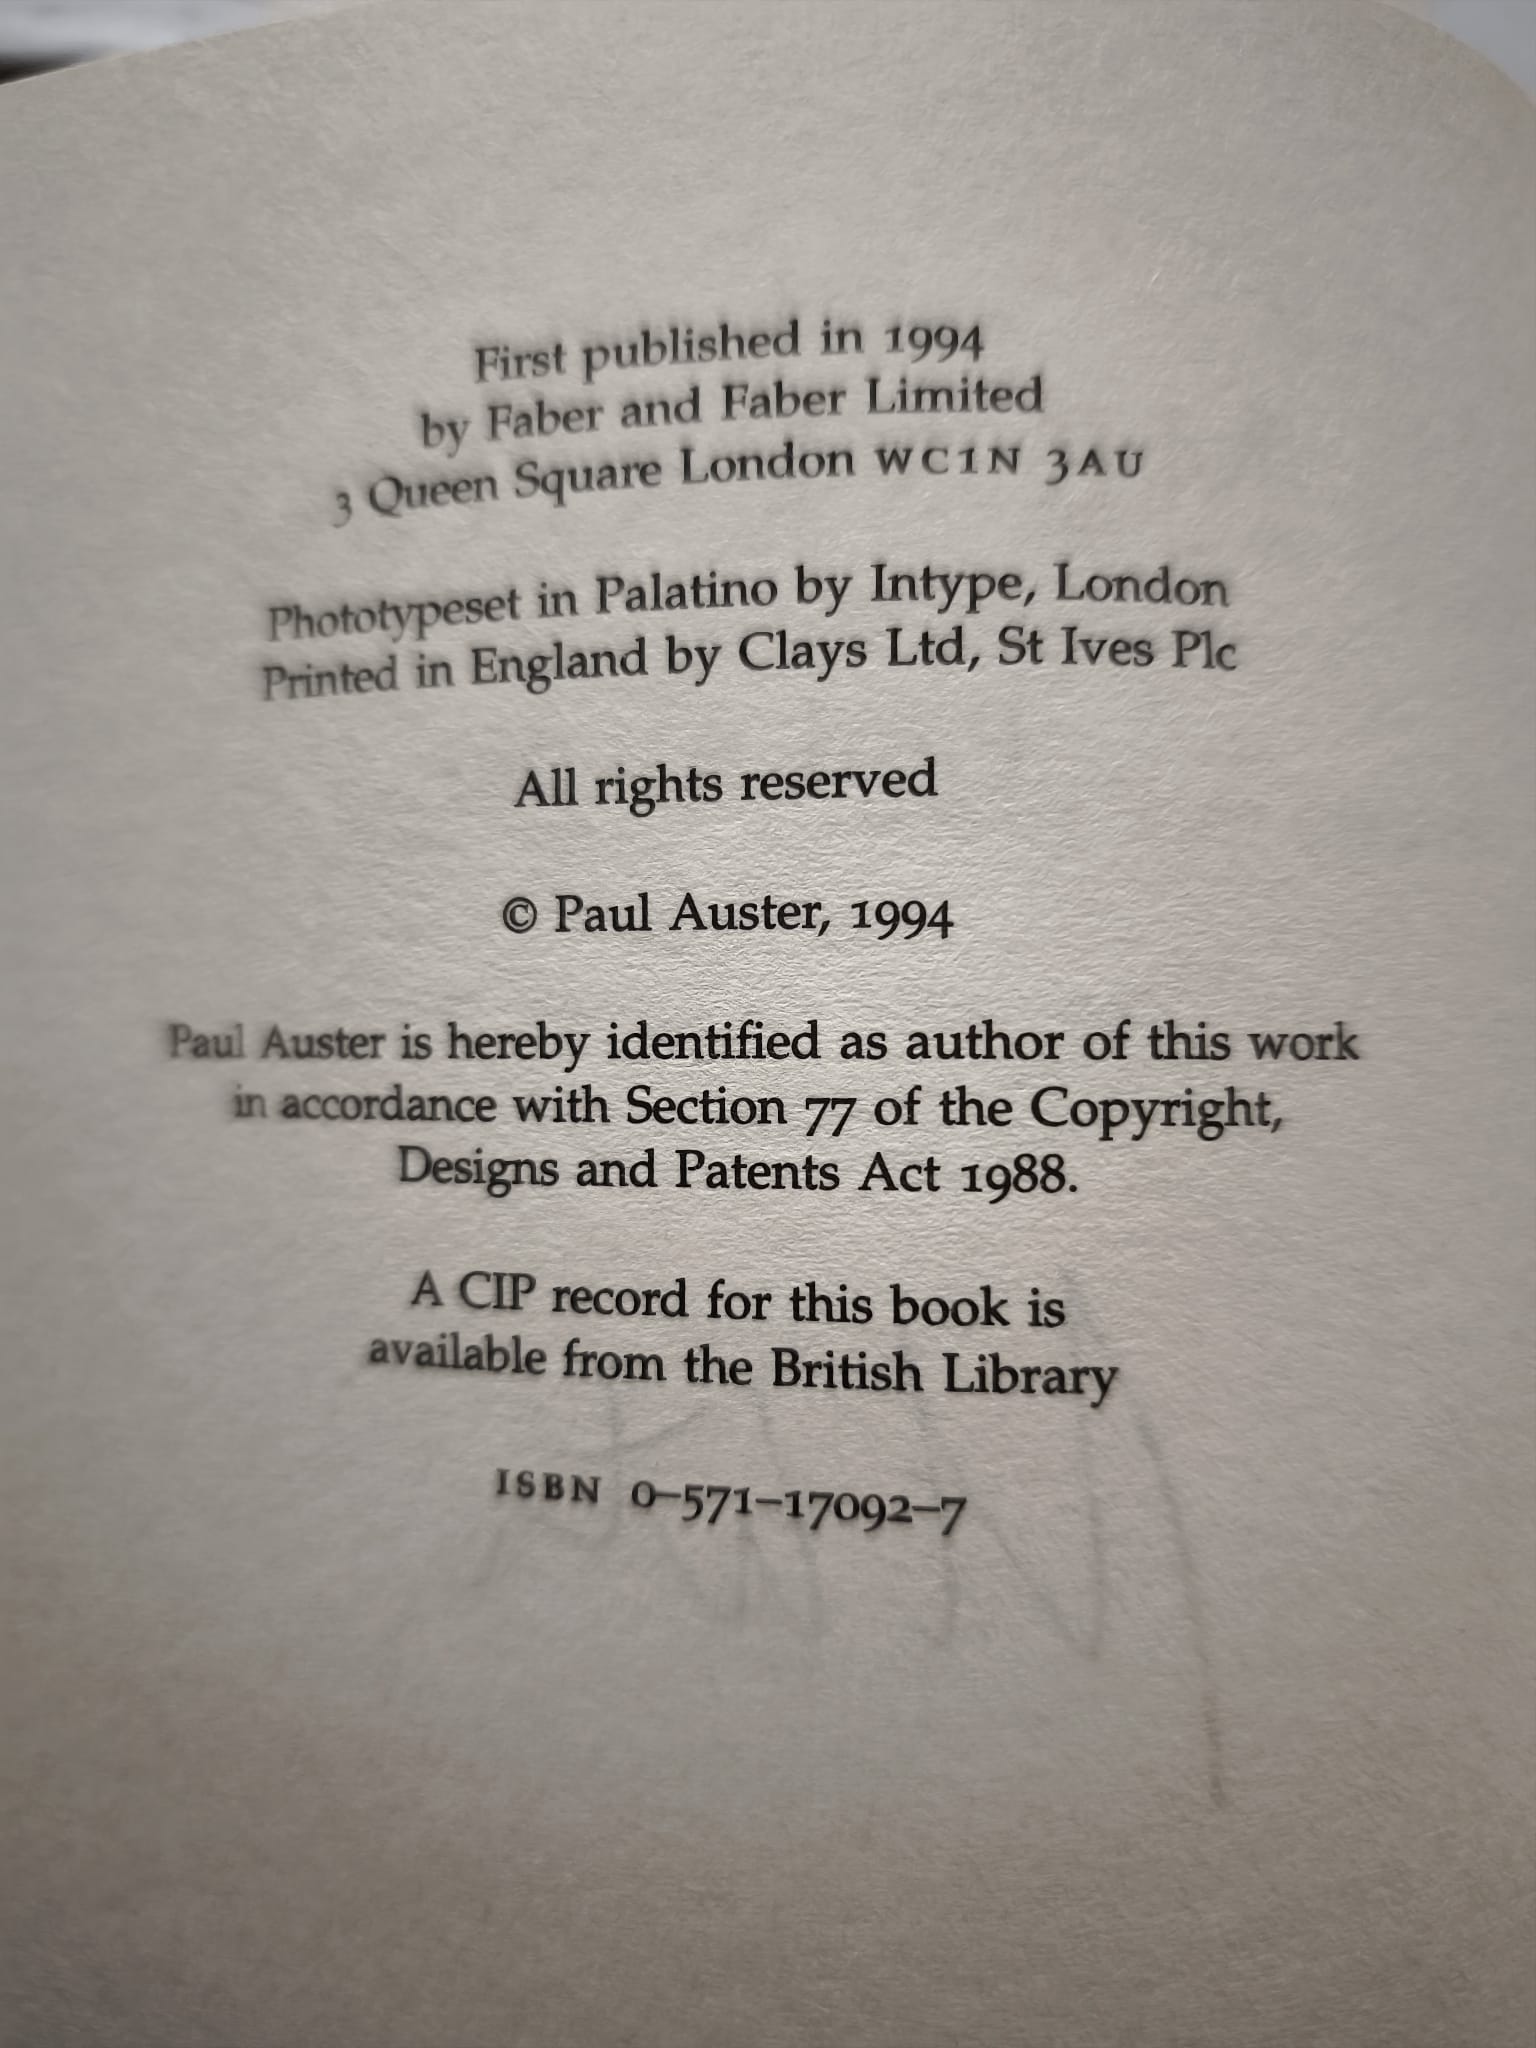 First published in 1994
by Faber and Faber Limited
3 Queen Square London WC1N 3AU
Phototypeset in Palatino by Intype, London
Printed in England by Clays Ltd, St Ives Plc
All rights reserved
© Paul Auster, 1994
Paul Auster is hereby identified as author of this work
in accordance with Section 77 of the Copyright,
Designs and Patents Act 1988.
A CIP record for this book is
available from the British Library
ISBN 0–571–17092–7